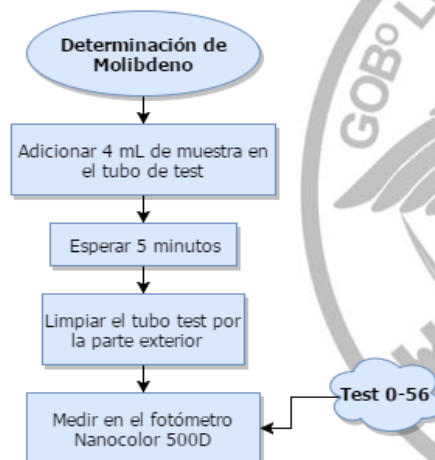 Determinación de
Molibdeno
Adicionar 4 mL de muestra en
el tubo de test
Esperar 5 minutos
Limpiar el tubo test por
la parte exterior
Medir en el fotómetro
Nanocolor 500D
Test 0-56
GOBº L